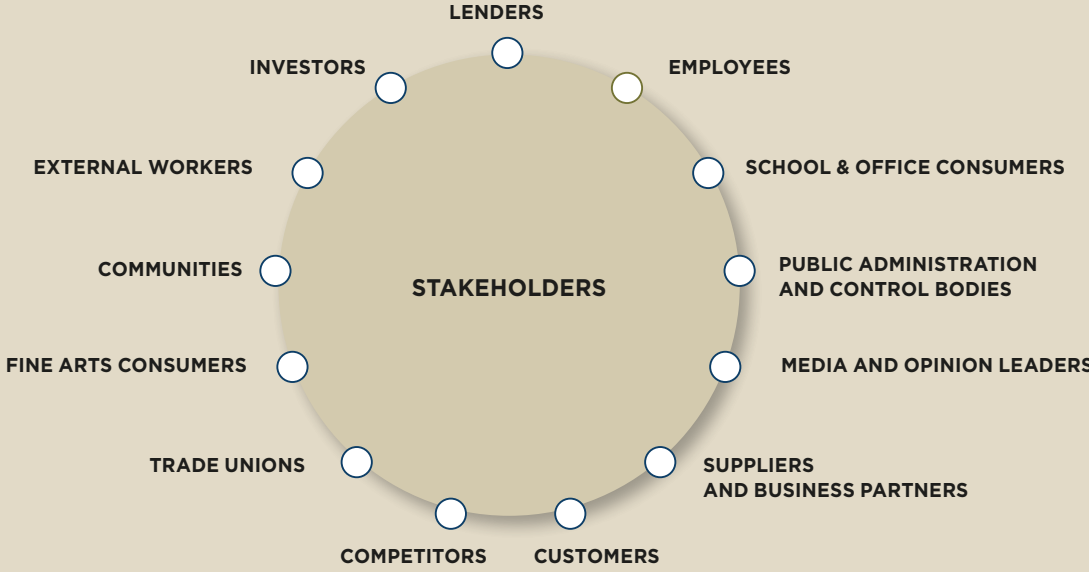 LENDERS
INVESTORS
EMPLOYEES
EXTERNAL WORKERS
SCHOOL & OFFICE CONSUMERS
COMMUNITIES
PUBLIC ADMINISTRATION
AND CONTROL BODIES
STAKEHOLDERS
FINE ARTS CONSUMERS
MEDIA AND OPINION LEADERS
TRADE UNIONS
SUPPLIERS
AND BUSINESS PARTNERS
COMPETITORS
CUSTOMERS